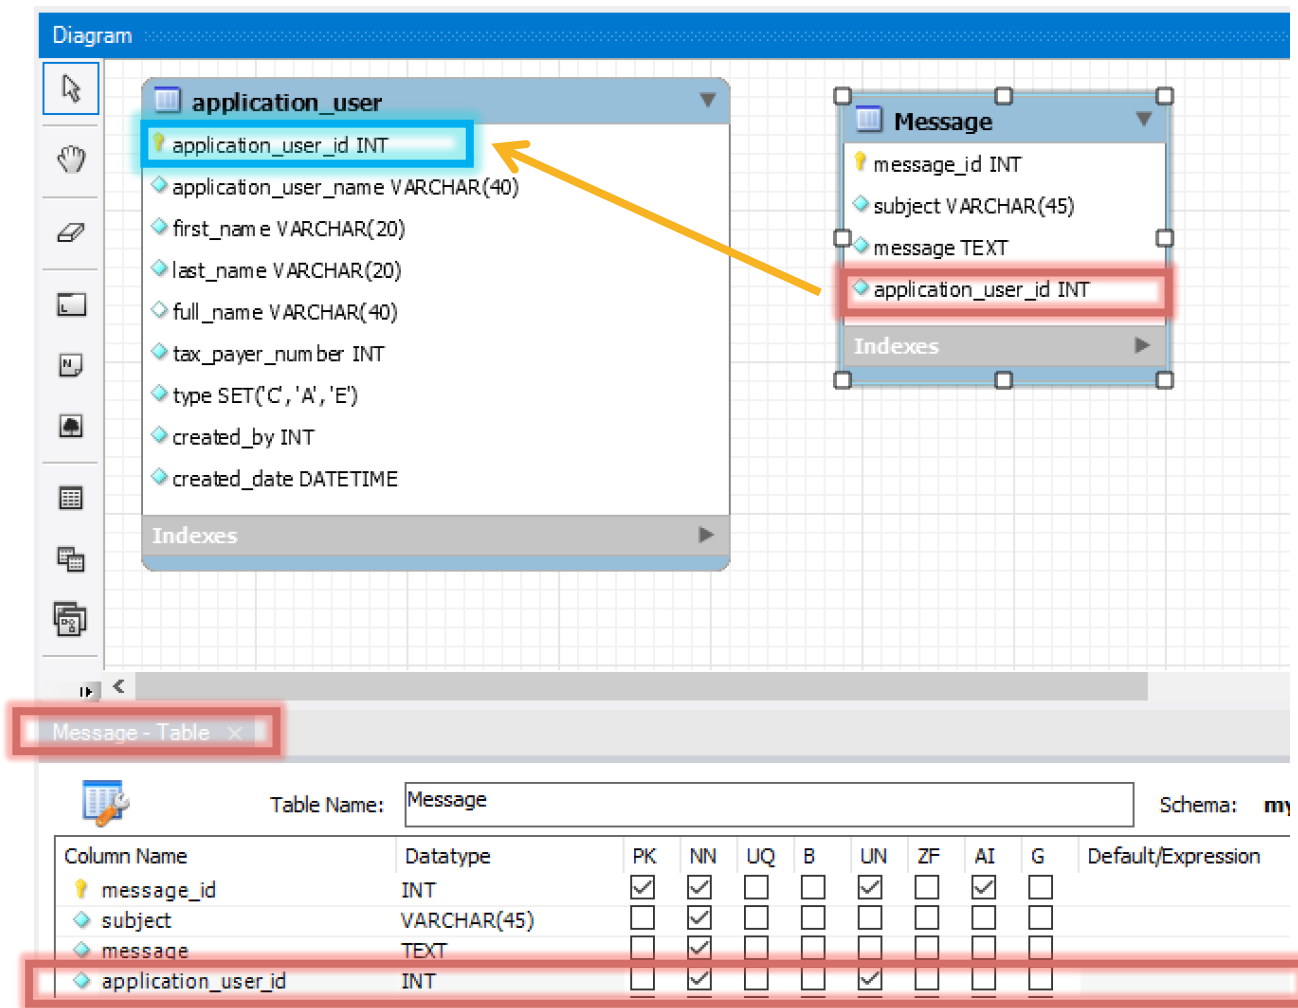 Diagram
application_user
application_user_id INT
application_user_name VARCHAR(40)
first_name VARCHAR(20)
last_name VARCHAR(20)
full_name VARCHAR(40)
tax_payer_number INT
type SET('C', 'A', 'E')
created_by INT
created_date DATETIME
Indexes
Message
message_id INT
subject VARCHAR(45)
message TEXT
application_user_id INT
Indexes
Message - Table
Table Name: Message Schema: my
Column Name Datatype PK NN UQ B UN ZF AI G Default/Expression
message_id INT
subject VARCHAR(45)
message TEXT
application_user_id INT